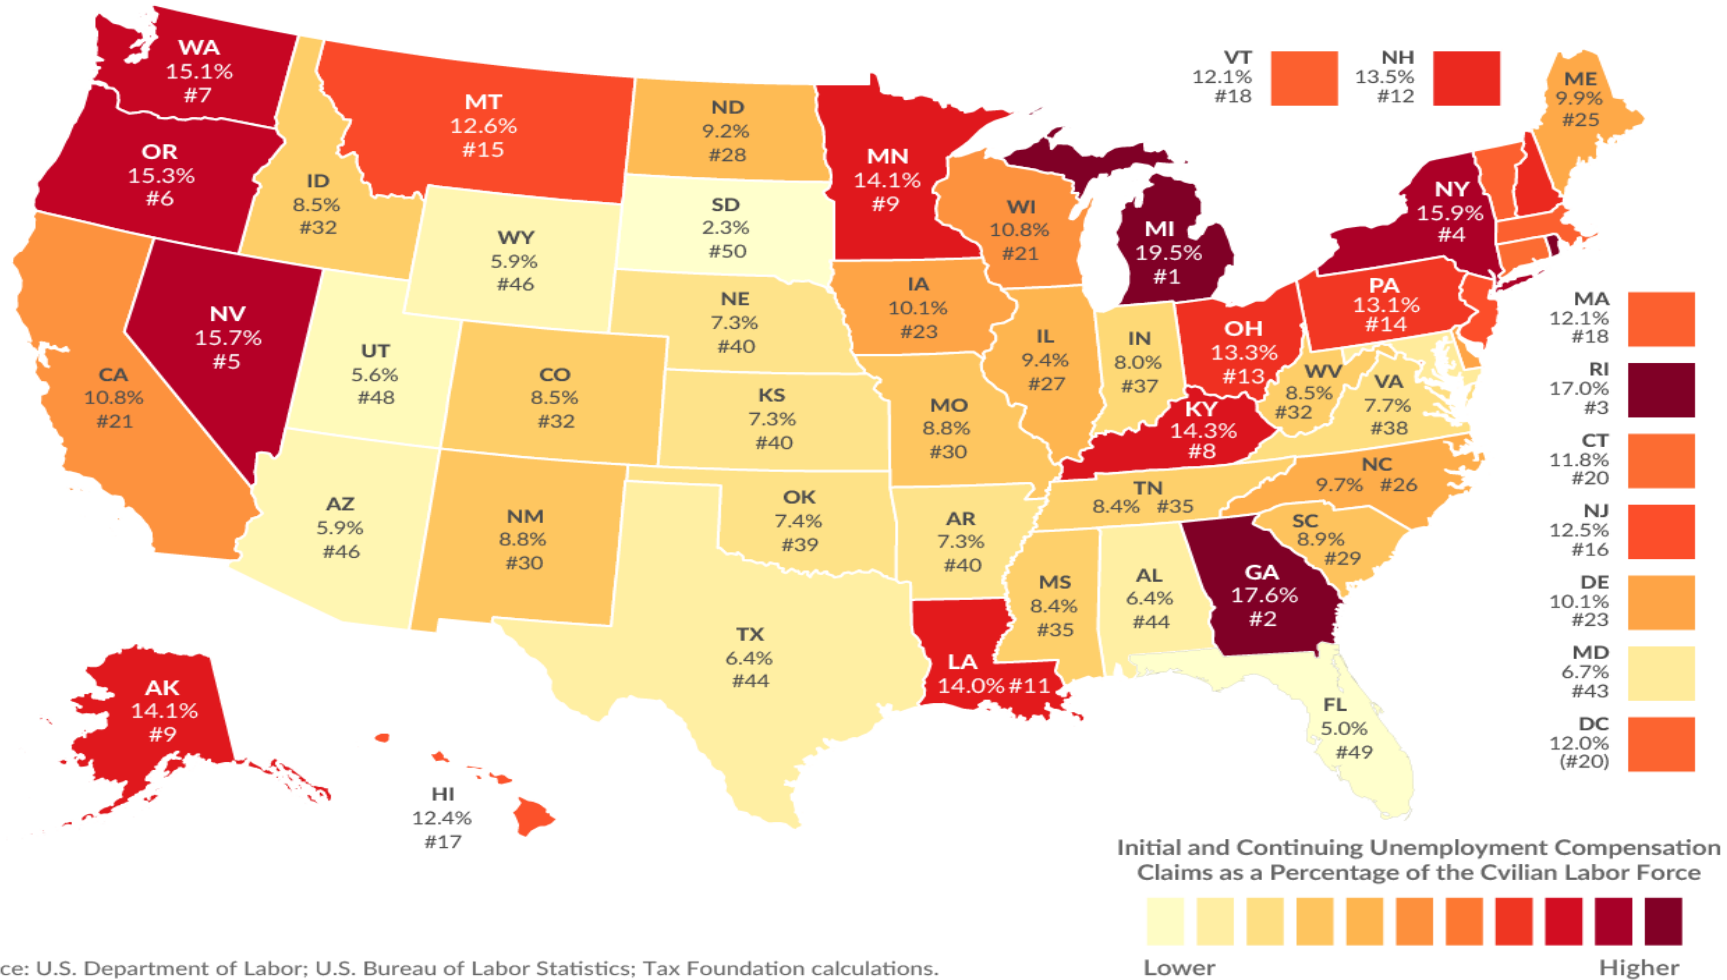 WA
15.1%
#7
OR
15.3%
#6
CA
10.8%
#21
NV
15.7%
#5
ID
8.5%
#32
MT
12.6%
#15
WY
5.9%
#46
UT
5.6%
#48
AZ
5.9%
#46
CO
8.5%
#32
NM
8.8%
#30
ND
9.2%
#28
SD
2.3%
#50
NE
7.3%
#40
KS
7.3%
#40
OK
7.4%
#39
TX
6.4%
#44
MN
14.1%
#9
IA
10.1%
#23
MO
8.8%
#30
AR
7.3%
#40
LA
14.0% #11
WI
10.8%
#21
IL
9.4%
#27
MI
19.5%
#1
IN
8.0%
#37
OH
13.3%
#13
KY
14.3%
#8
TN
8.4% #35
MS
8.4%
#35
AL
6.4%
#44
GA
17.6%
#2
FL
5.0%
#49
SC
8.9%
#29
NC
9.7% #26
VA
7.7%
#38
WV
8.5%
#32
PA
13.1%
#14
NY
15.9%
#4
ME
9.9%
#25
VT
12.1%
#18
NH
13.5%
#12
MA
12.1%
#18
RI
17.0%
#3
CT
11.8%
#20
NJ
12.5%
#16
DE
10.1%
#23
MD
6.7%
#43
DC
12.0%
(#20)
AK
14.1%
#9
HI
12.4%
#17
Initial and Continuing Unemployment Compensation
Claims as a Percentage of the Cvilian Labor Force
Lower Higher
ce: U.S. Department of Labor; U.S. Bureau of Labor Statistics; Tax Foundation calculations.